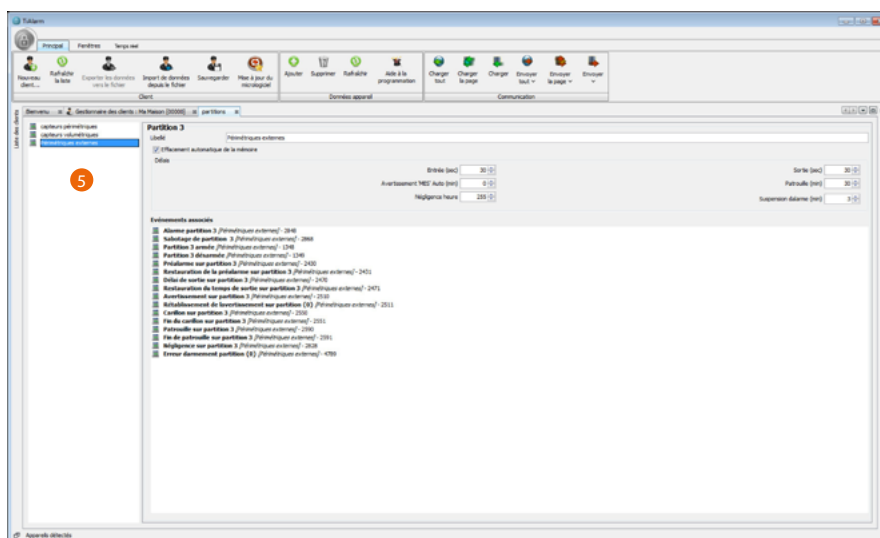 TiAlarm
Principal Fenêtres Temps réel
Nouveau client...
Rafraîchir la liste
Exporter les données vers le fichier
Import de données depuis le fichier
Sauvegarder
Mise à jour du micrologiciel
Ajouter
Supprimer
Rafraîchir
Aide à la programmation
Charger tout
Charger la page
Charger
Envoyer tout
Envoyer la page
Envoyer
Client
Données appareil
Communication
Liste des clients
Bienvenu
Gestionnaire des clients : Ma Maison [00000]
partitions
capteurs périmétriques
capteurs volumétriques
Périmétriques externes
5
Partition 3
Libellé Périmétriques externes
Effacement automatique de la mémoire
Délais
Entrée (sec) 30
Sortie (sec) 30
Avertissement 'MES' Auto (mn) 0
Patrouille (mn) 30
Négligence heure 255
Suspension dalarme (mn) 3
Evénements associés
Alarme partition 3 [Périmétriques externes] - 2848
Sabotage de partition 3 [Périmétriques externes] - 2868
Partition 3 armée [Périmétriques externes] - 1348
Partition 3 désarmée [Périmétriques externes] - 1348
Préalarme sur partition 3 [Périmétriques externes] - 2430
Restauration de la préalarme sur partition 3 [Périmétriques externes] - 2431
Délai de sortie sur partition 3 [Périmétriques externes] - 2470
Restauration du temps de sortie sur partition 3 [Périmétriques externes] - 2471
Avertissement sur partition 3 [Périmétriques externes] - 2510
Rétablissement de lavertissement sur partition (0) [Périmétriques externes] - 2511
Carillon sur partition 3 [Périmétriques externes] - 2550
Fin du carillon sur partition 3 [Périmétriques externes] - 2551
Patrouille sur partition 3 [Périmétriques externes] - 2590
Fin de patrouille sur partition 3 [Périmétriques externes] - 2591
Négligence sur partition 3 [Périmétriques externes] - 2628
Erreur darmement partition (0) [Périmétriques externes] - 4789
Appareils détectés